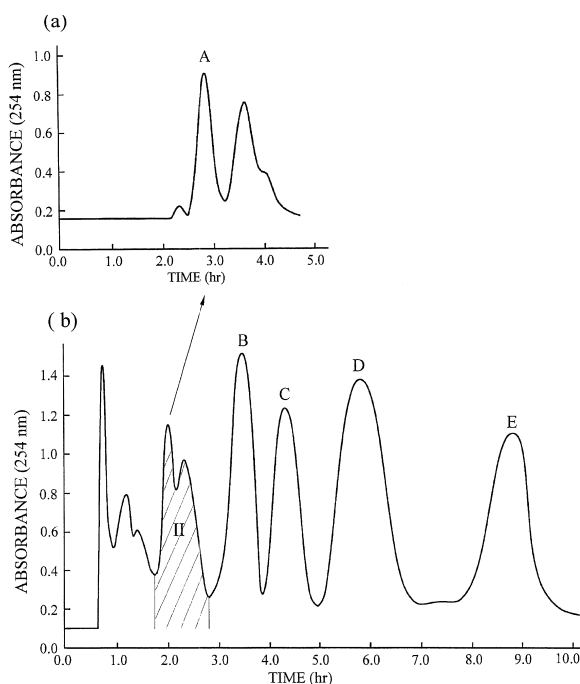 (a)
A
1.0
0.8
0.6
0.4
0.2
0.0
ABSORBANCE (254 nm)
0.0 1.0 2.0 3.0 4.0 5.0
TIME (hr)
( b)
B
C
D
E
II
1.4
1.2
1.0
0.8
0.6
0.4
0.2
0.0
ABSORBANCE (254 nm)
0.0 1.0 2.0 3.0 4.0 5.0 6.0 7.0 8.0 9.0 10.0
TIME (hr)